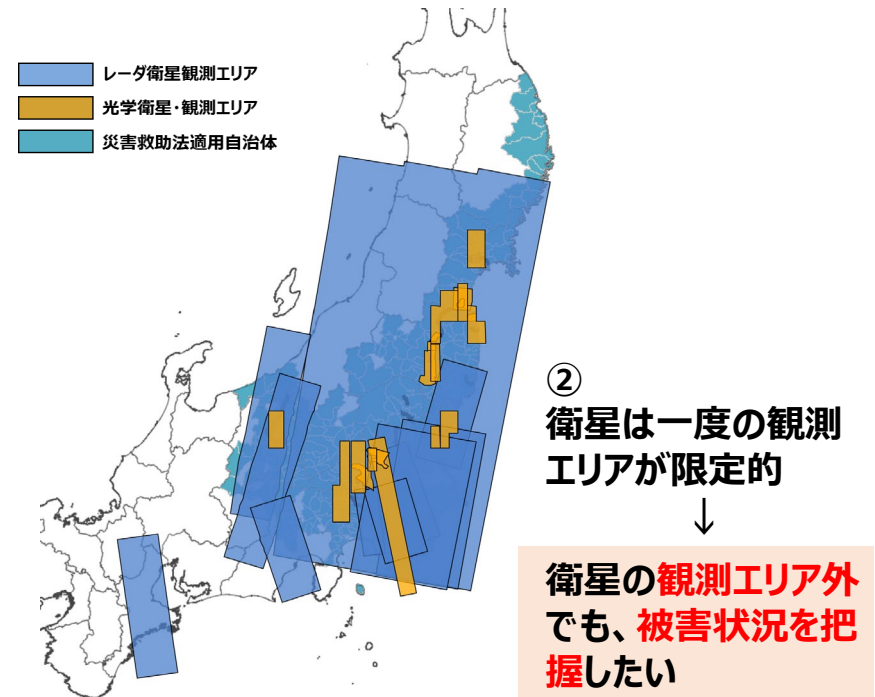 レーダ衛星観測エリア
光学衛星・観測エリア
災害救助法適用自治体
②
衛星は一度の観測
エリアが限定的
↓
衛星の観測エリア外
でも、被害状況を把
握したい